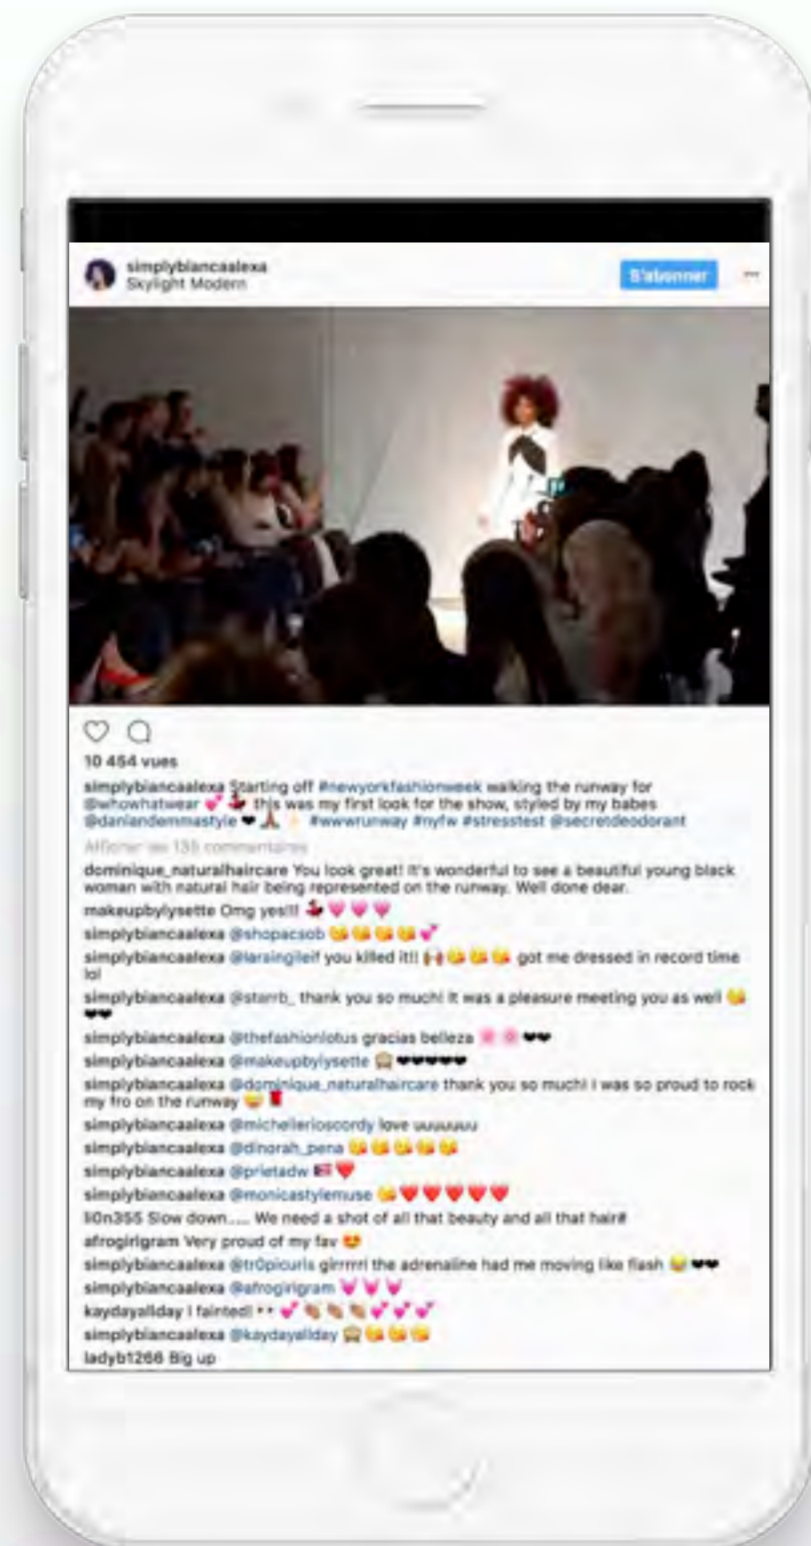 simplybiancaalexa
Skylight Modern
S'abonner
10 454 vues
simplybiancaalexa Starting off #newyorkfashionweek walking the runway for
@whowhatwear 💕💃 this was my first look for the show, styled by my babes
@daniandemmastyle ❤🙏 #wwwrunway #nyfw #stresstest @secretdeodorant
Afficher les 135 commentaires
dominique_naturalhaircare You look great! It's wonderful to see a beautiful young black
woman with natural hair being represented on the runway. Well done dear.
makeupbylysette Omg yes!!! 💃💗💗💗
simplybiancaalexa @shopacsob 😘😘😘😘💕
simplybiancaalexa @laraingileif you killed it!! 🙌😘😘😘 got me dressed in record time
lol
simplybiancaalexa @starrb_ thank you so much! It was a pleasure meeting you as well 😘
❤❤
simplybiancaalexa @thefashionlotus gracias belleza 🌸🌸❤❤
simplybiancaalexa @makeupbylysette 🙈❤❤❤❤❤
simplybiancaalexa @dominique_naturalhaircare thank you so much! I was so proud to rock
my fro on the runway 😄🌹
simplybiancaalexa @michellerioscordy love uuuuuuu
simplybiancaalexa @dinorah_pena 😘😘😘😘😘
simplybiancaalexa @prietadw 🇵🇷❤️
simplybiancaalexa @monicastylemuse 😘❤️❤️❤️❤️❤️
li0n355 Slow down.... We need a shot of all that beauty and all that hair#
afrogirlgram Very proud of my fav 😍
simplybiancaalexa @tr0picuris girrrrl the adrenaline had me moving like flash 😂❤❤
simplybiancaalexa @afrogirlgram 💗💗💗
kaydayallday I fainted! 👀💕👏🏽👏🏽👏🏽💕💕💕
simplybiancaalexa @kaydayallday 🙈😘😘😘
ladyb1266 Big up